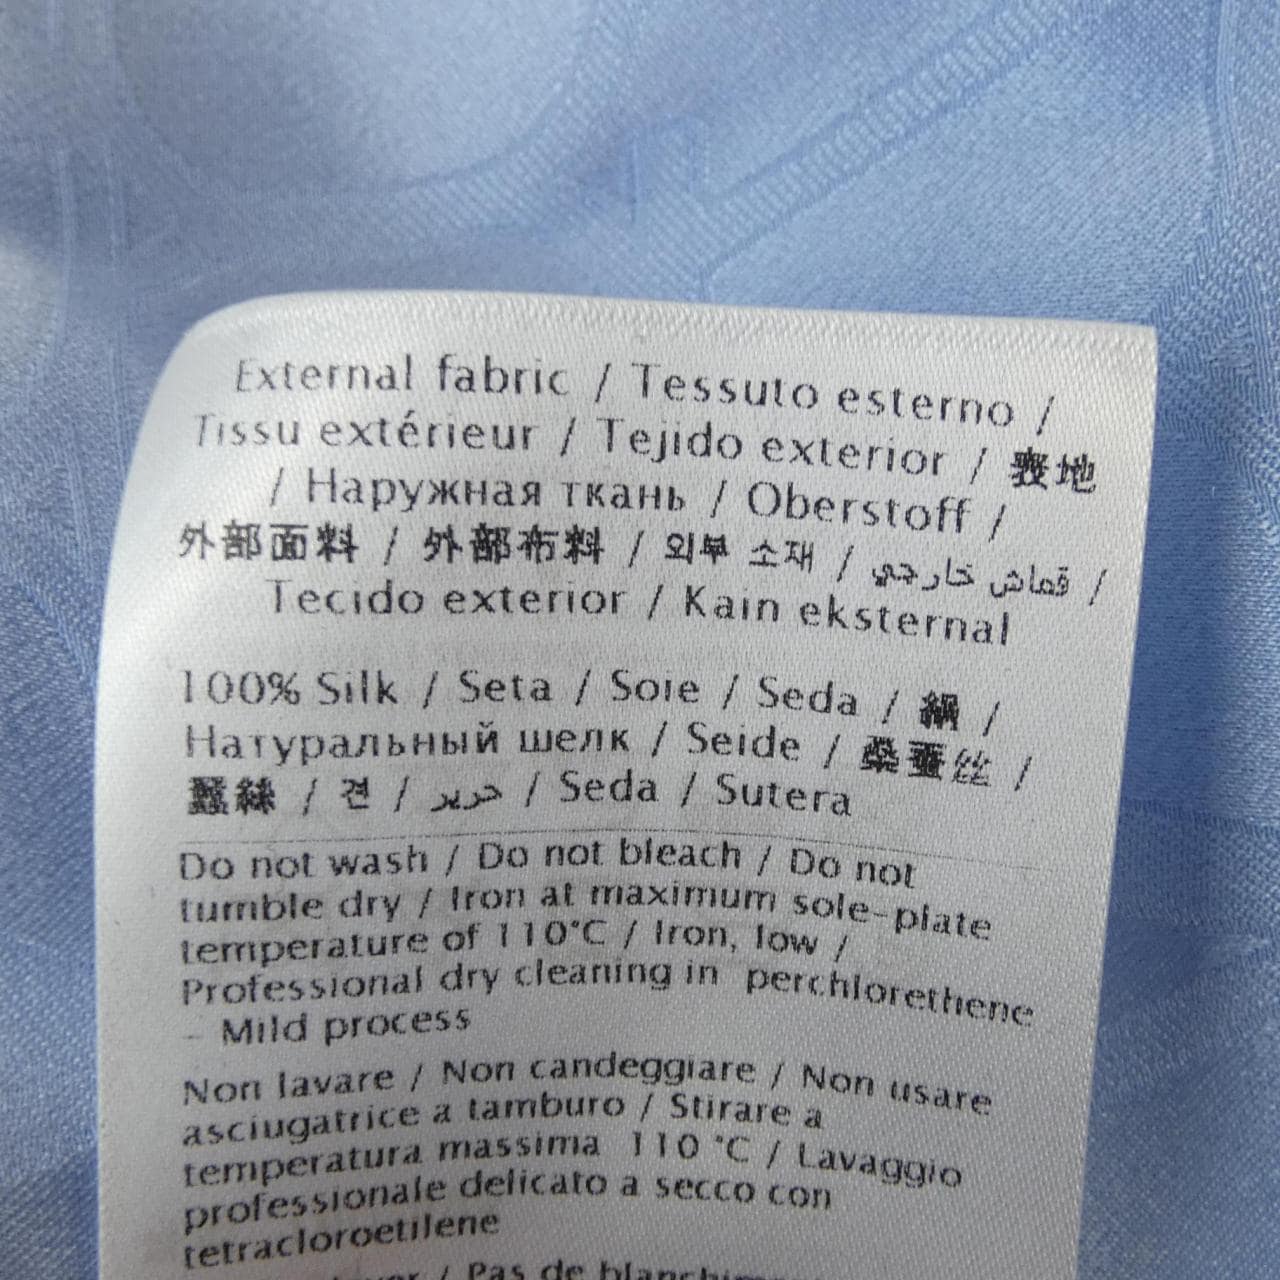 External fabric / Tessuto esterno /
Tissu extérieur / Tejido exterior / 表地
/ Наружная ткань / Oberstoff /
外部面料 / 外部布料 / 외부 소재 / قماش خارجي /
Tecido exterior / Kain eksternal
100% Silk / Seta / Soie / Seda / 絹 /
Натуральный шелк / Seide / 桑蚕丝 /
蠶絲 / 견 / حرير / Seda / Sutera
Do not wash / Do not bleach / Do not
tumble dry / Iron at maximum sole-plate
temperature of 110°C / Iron, low /
Professional dry cleaning in perchlorethene
- Mild process
Non lavare / Non candeggiare / Non usare
asciugatrice a tamburo / Stirare a
temperatura massima 110 °C / Lavaggio
professionale delicato a secco con
tetracloroetilene
/ Pas de